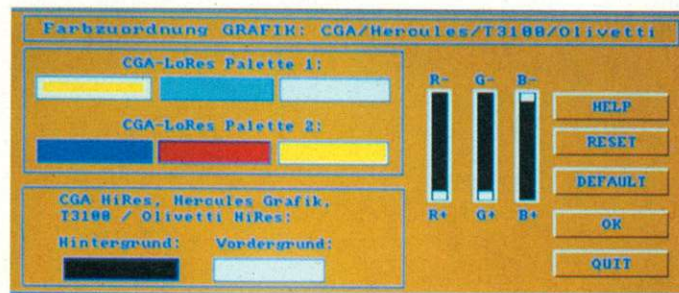 Farbzuordnung GRAFIK: CGA/Hercules/T3100/Olivetti
CGA-LoRes Palette 1:
CGA-LoRes Palette 2:
CGA HiRes, Hercules Grafik,
T3100 / Olivetti HiRes:
Hintergrund: Vordergrund:
R- G- B-
R+ G+ B+
HELP
RESET
DEFAULT
OK
QUIT